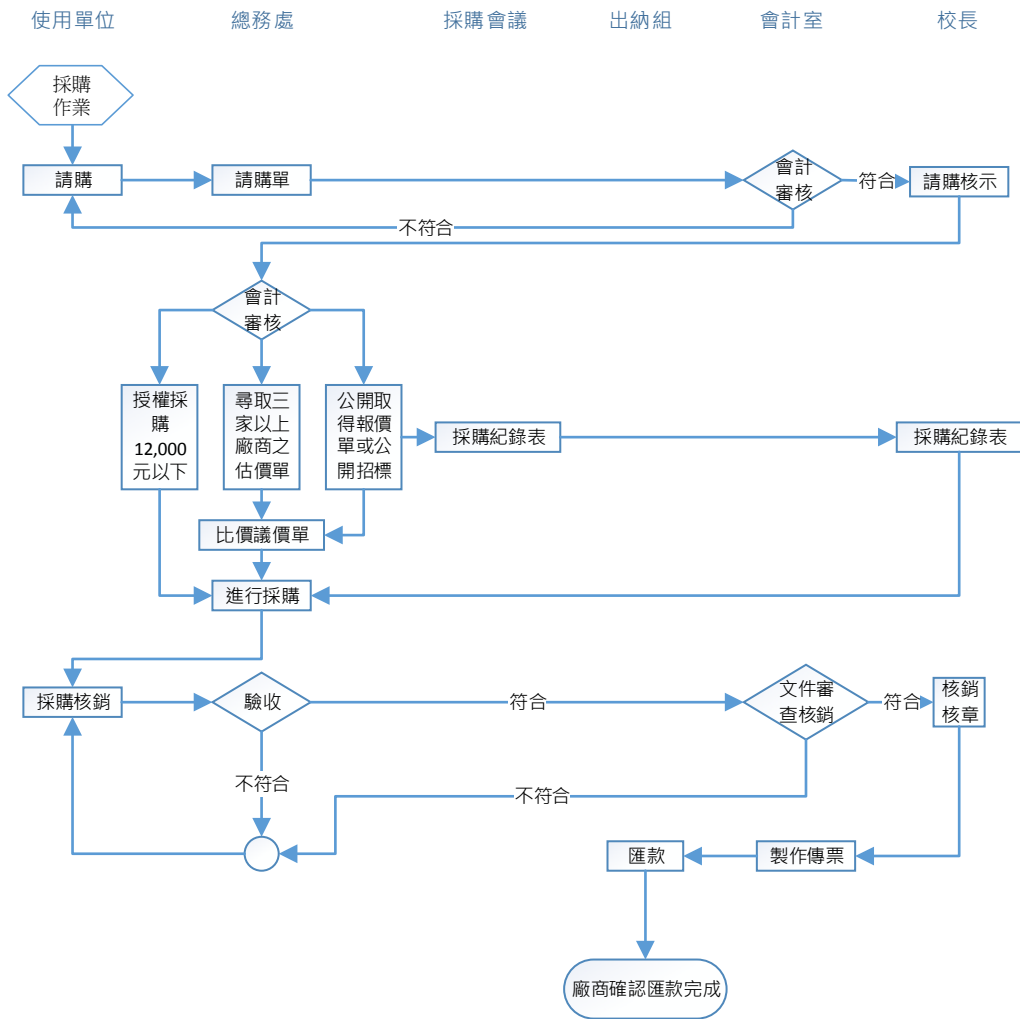 使用單位
總務處
採購會議
出納組
會計室
校長
採購
作業
請購
請購單
會計
審核
符合
請購核示
不符合
會計
審核
授權採
購
12,000
元以下
尋取三
家以上
廠商之
估價單
公開取
得報價
單或公
開招標
採購紀錄表
採購紀錄表
比價議價單
進行採購
採購核銷
驗收
符合
文件審
查核銷
符合
核銷
核章
不符合
不符合
匯款
製作傳票
廠商確認匯款完成